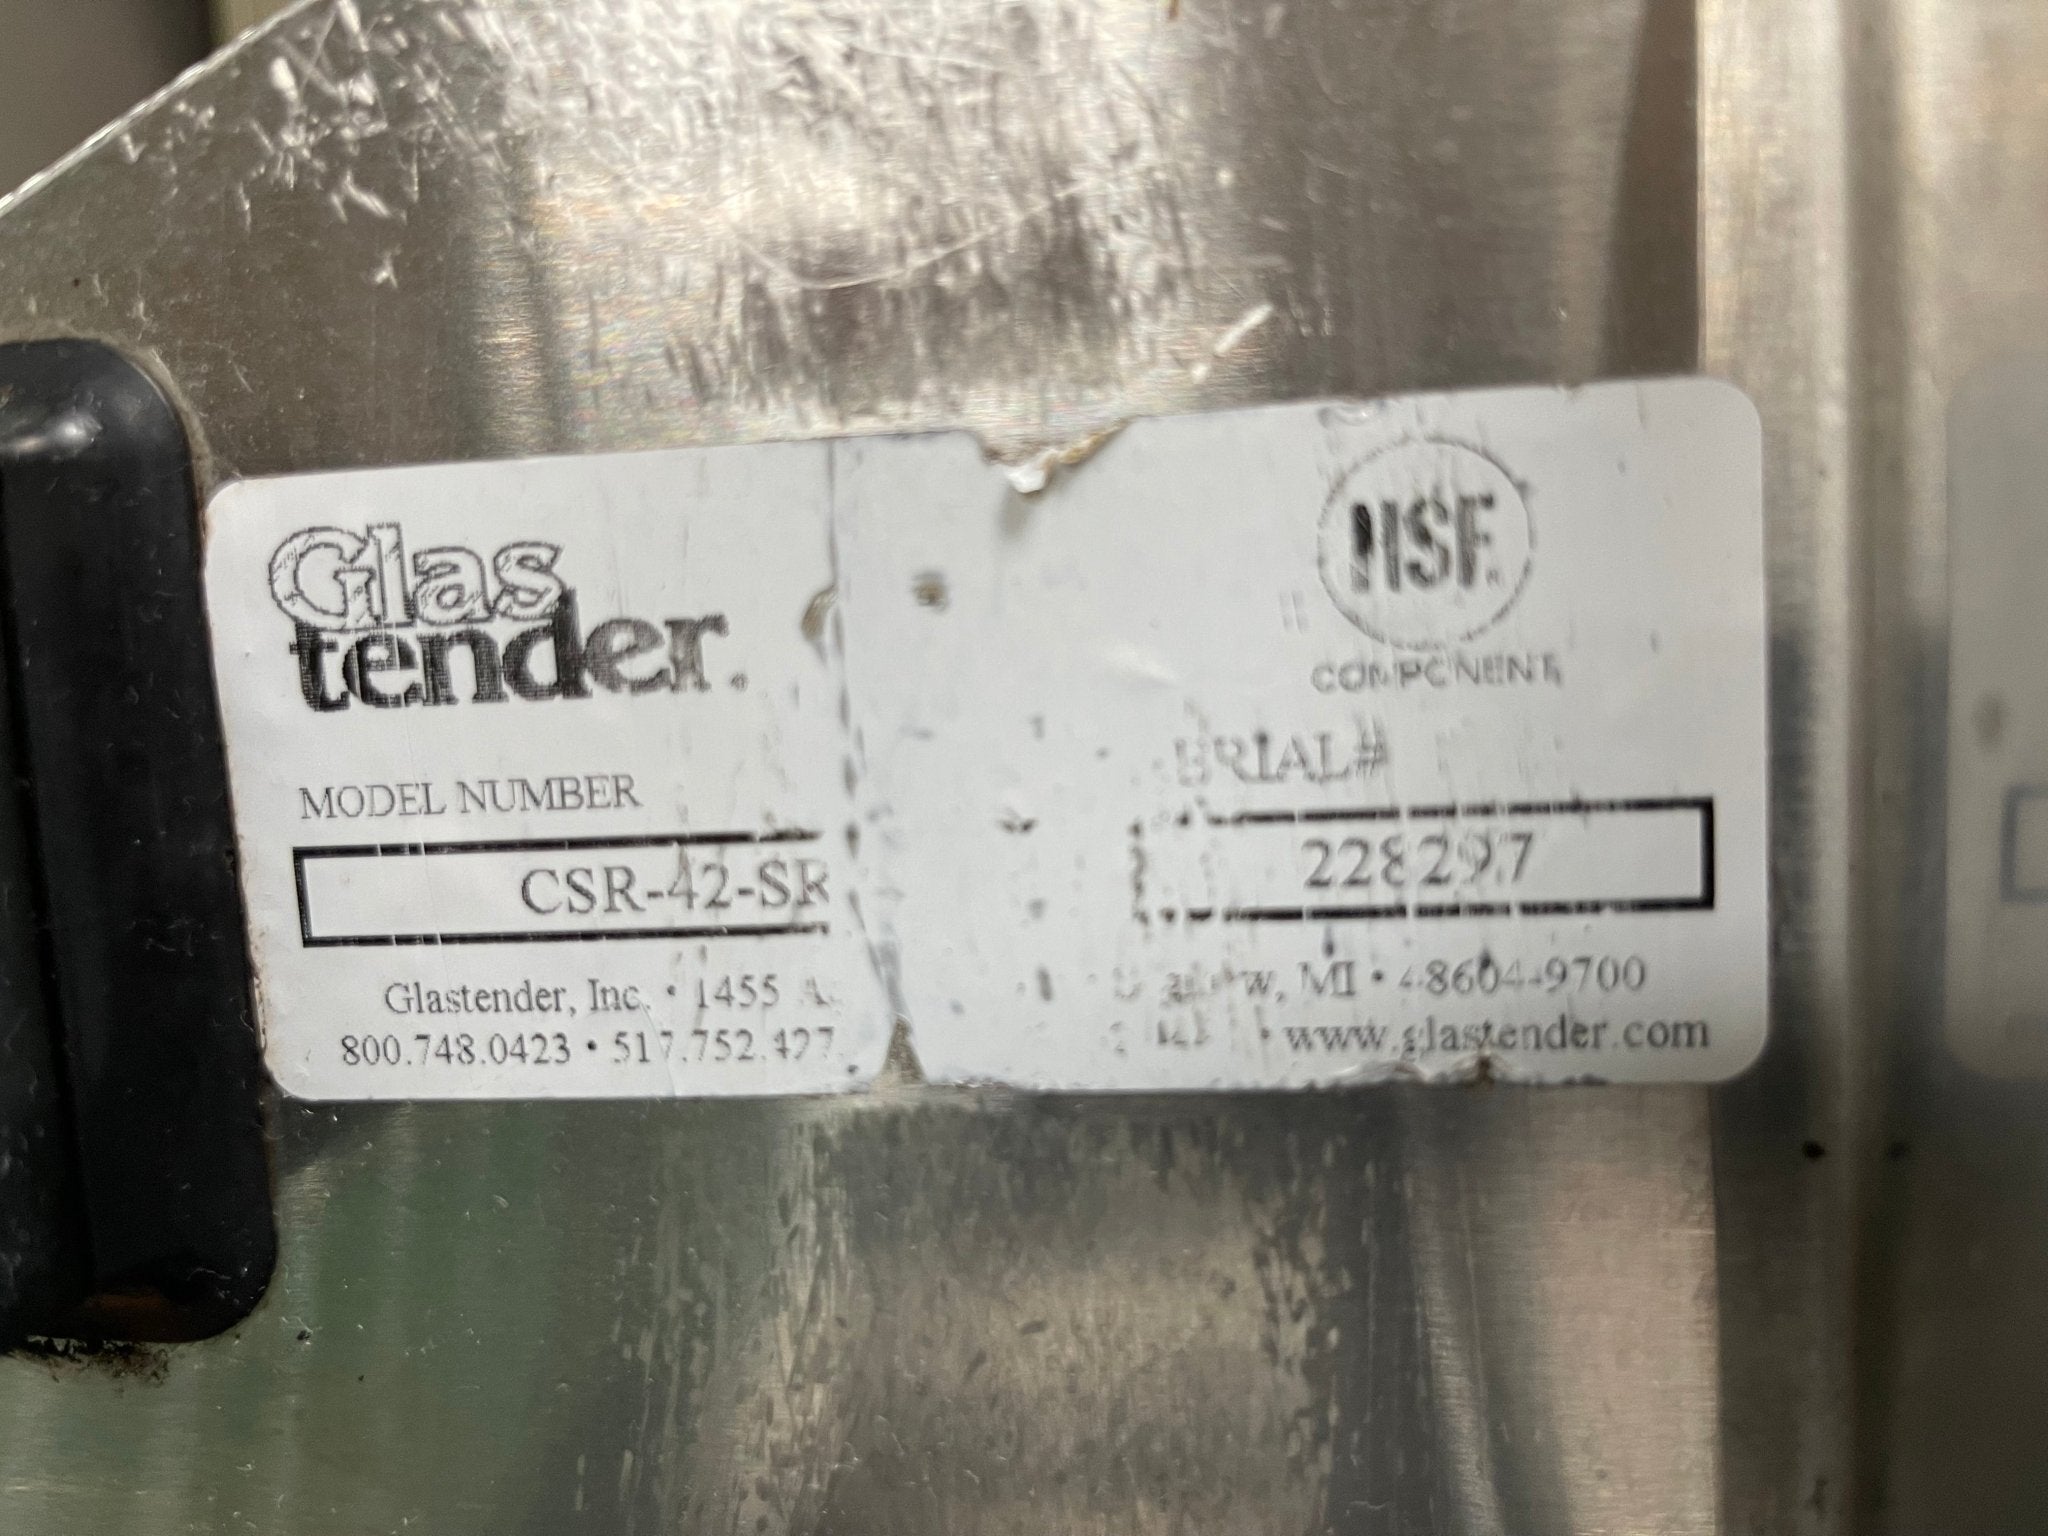 Glas
tender.
NSF
COMPONENT
MODEL NUMBER
SERIAL#
CSR-42-SR
228297
Glastender, Inc. • 1455
MI • 48604-9700
800.748.0423 •
• www.glastender.com